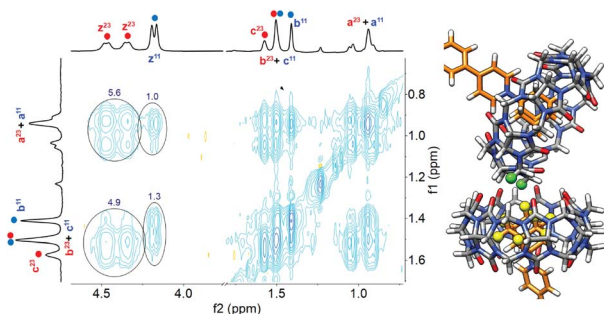 z²³
z²³
z¹¹
c²³
b¹¹
b²³+ c¹¹
a²³ + a¹¹
a²³ + a¹¹
b¹¹
b²³+ c¹¹
c²³
5.6
1.0
4.9
1.3
0.8
1.0
1.2
1.4
1.6
f1 (ppm)
4.5
4.0
1.5
1.0
f2 (ppm)